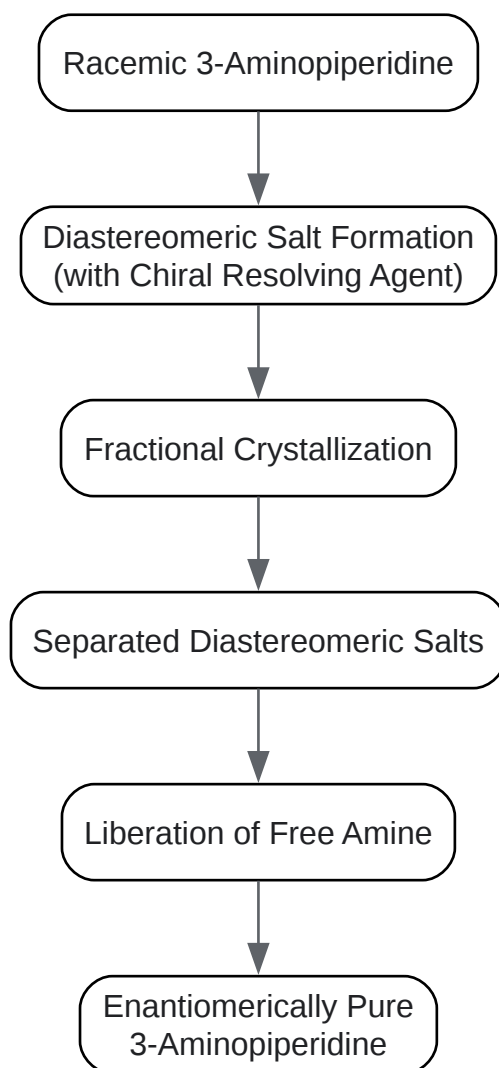 Racemic 3-Aminopiperidine
Diastereomeric Salt Formation
(with Chiral Resolving Agent)
Fractional Crystallization
Separated Diastereomeric Salts
Liberation of Free Amine
Enantiomerically Pure
3-Aminopiperidine